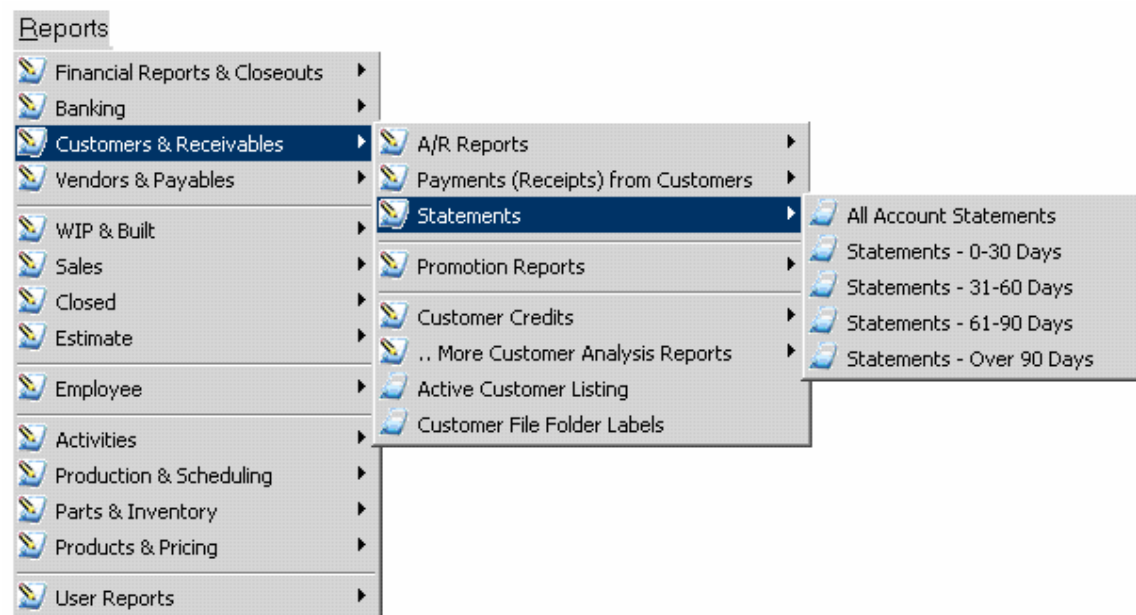 Reports
Financial Reports & Closeouts
Banking
Customers & Receivables
Vendors & Payables
WIP & Built
Sales
Closed
Estimate
Employee
Activities
Production & Scheduling
Parts & Inventory
Products & Pricing
User Reports
A/R Reports
Payments (Receipts) from Customers
Statements
Promotion Reports
Customer Credits
.. More Customer Analysis Reports
Active Customer Listing
Customer File Folder Labels
All Account Statements
Statements - 0-30 Days
Statements - 31-60 Days
Statements - 61-90 Days
Statements - Over 90 Days